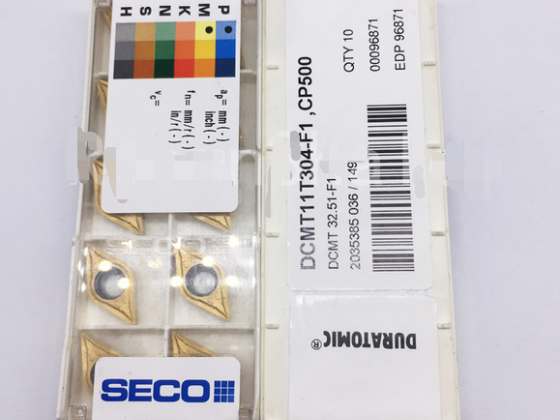 P
M
K
N
S
H
ap= mm (-)
inch (-)
fn= mm/r (-)
in/r (-)
vc=
SECO
SECO
DCMT11T304-F1 ,CP500
DCMT 32.51-F1
2035385 036 / 149
QTY 10
00096871
EDP 96871
DURATOMIC®